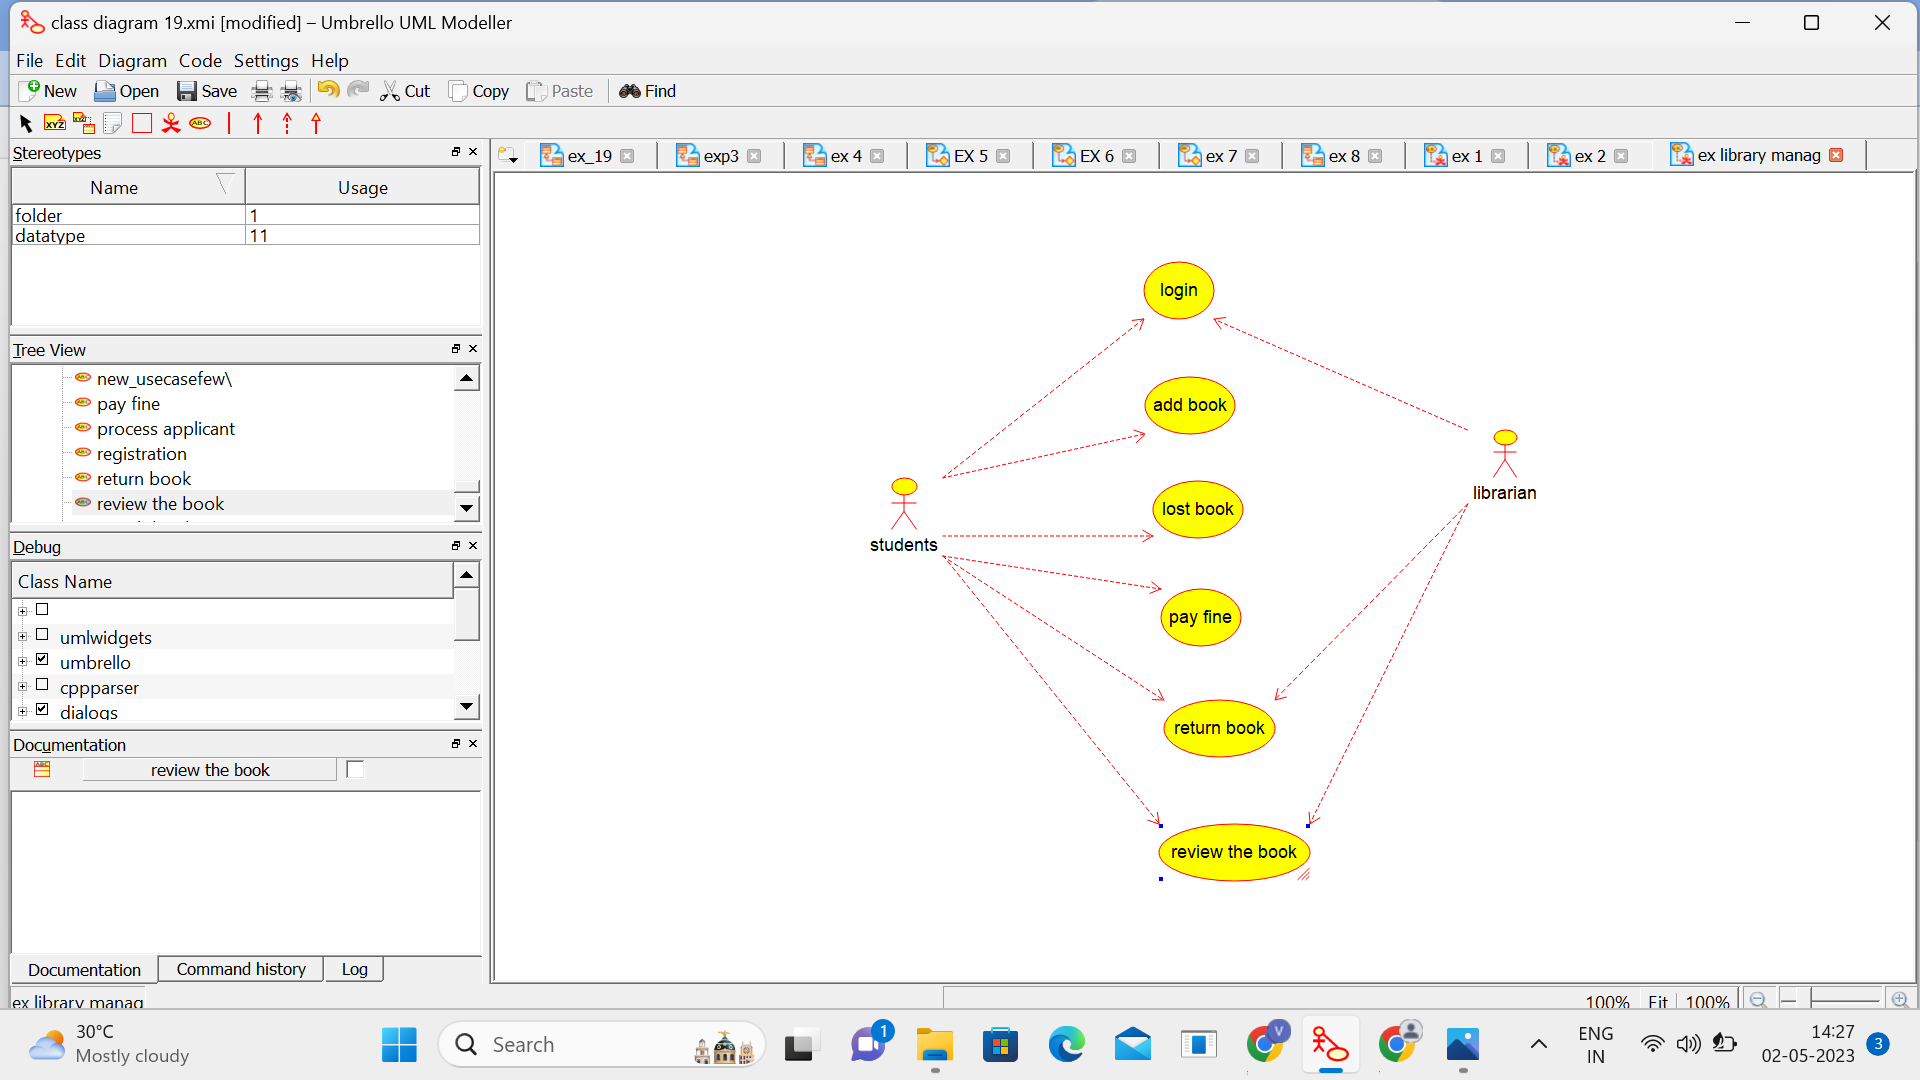 class diagram 19.xmi [modified] – Umbrello UML Modeller
File Edit Diagram Code Settings Help
New Open Save Cut Copy Paste Find
XYZ ABC
Stereotypes
Name Usage
folder 1
datatype 11
Tree View
new_usecasefew\
pay fine
process applicant
registration
return book
review the book
Debug
Class Name
umlwidgets
umbrello
cppparser
dialogs
Documentation
review the book
Documentation Command history Log
ex library manag
ex_19 exp3 ex 4 EX 5 EX 6 ex 7 ex 8 ex 1 ex 2 ex library manag
login
add book
lost book
pay fine
return book
review the book
students
librarian
100% Fit 100%
30°C
Mostly cloudy
Search
1
V
ENG
IN
14:27
02-05-2023
3